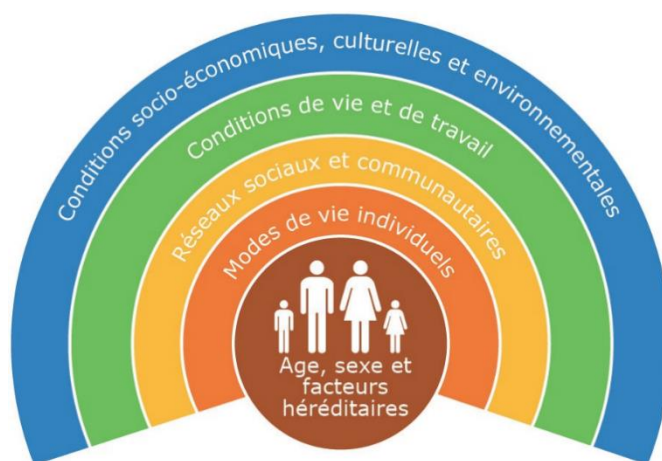 Conditions socio-économiques, culturelles et environnementales
Conditions de vie et de travail
Réseaux sociaux et communautaires
Modes de vie individuels
Age, sexe et
facteurs
héréditaires